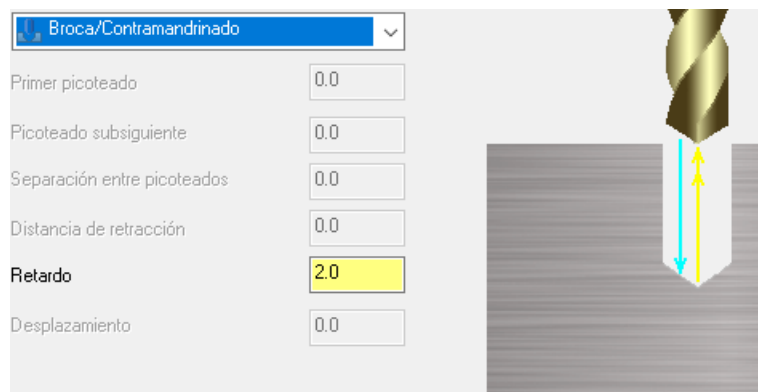 Broca/Contramandrinado
Primer picoteado 0.0
Picoteado subsiguiente 0.0
Separación entre picoteados 0.0
Distancia de retracción 0.0
Retardo 2.0
Desplazamiento 0.0